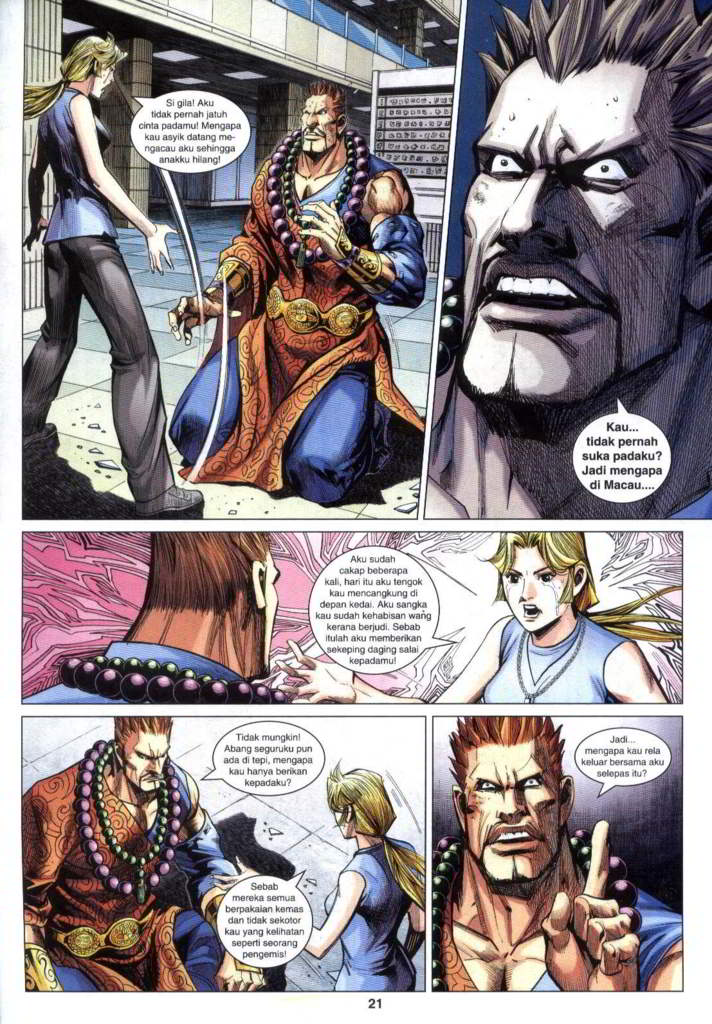 Si gila! Aku
tidak pernah jatuh
cinta padamu! Mengapa
kau asyik datang me-
ngacau aku sehingga
anakku hilang!
Kau...
tidak pernah
suka padaku?
Jadi mengapa
di Macau....
Aku sudah
cakap beberapa
kali, hari itu aku tengok
kau mencangkung di
depan kedai. Aku sangka
kau sudah kehabisan wang
kerana berjudi. Sebab
itulah aku memberikan
sekeping daging salai
kepadamu!
Tidak mungkin!
Abang seguruku pun
ada di tepi, mengapa
kau hanya berikan
kepadaku?
Sebab
mereka semua
berpakaian kemas
dan tidak sekotor
kau yang kelihatan
seperti seorang
pengemis!
Jadi...
mengapa kau rela
keluar bersama aku
selepas itu?
21